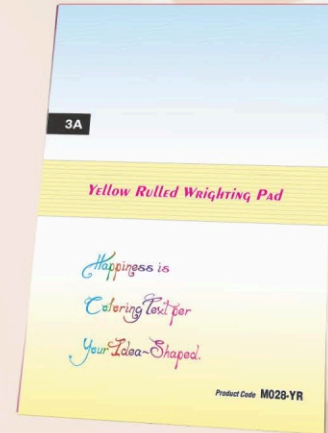 3A
Yellow Rulled Wrighting Pad
Happiness is
Coloring Text for
Your Idea~Shaped.
Product Code M028-YR